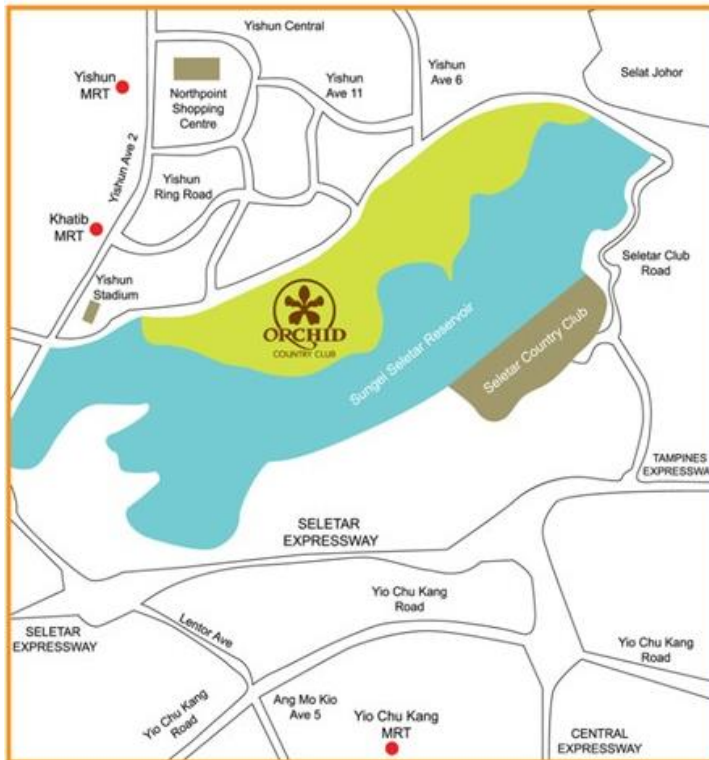 Yishun Central
Yishun
MRT
Northpoint
Shopping
Centre
Yishun
Ave 11
Yishun
Ave 6
Selat Johor
Yishun Ave 2
Yishun
Ring Road
Khatib
MRT
Yishun
Stadium
Seletar Club
Road
ORCHID
COUNTRY CLUB
Sungei Seletar Reservoir
Seletar Country Club
TAMPINES
EXPRESSWA
SELETAR
EXPRESSWAY
Yio Chu Kang
Road
Lentor Ave
SELETAR
EXPRESSWAY
Yio Chu Kang
Road
Yio Chu Kang
Road
Ang Mo Kio
Ave 5
Yio Chu Kang
MRT
CENTRAL
EXPRESSWAY